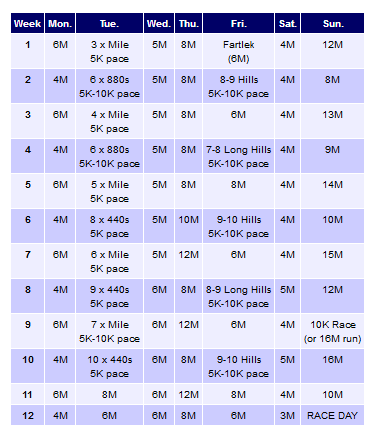 Week Mon. Tue. Wed. Thu. Fri. Sat. Sun.
1 6M 3 x Mile 5M 8M Fartlek 4M 12M
5K pace (6M)
2 4M 6 x 880s 5M 8M 8-9 Hills 4M 8M
5K-10K pace 5K-10K pace
3 6M 4 x Mile 5M 8M 6M 4M 13M
5K pace
4 4M 6 x 880s 5M 8M 7-8 Long Hills 4M 9M
5K-10K pace 5K-10K pace
5 6M 5 x Mile 5M 8M 8M 4M 14M
5K pace
6 4M 8 x 440s 5M 10M 9-10 Hills 4M 10M
5K pace 5K-10K pace
7 6M 6 x Mile 5M 12M 6M 4M 15M
5K pace
8 4M 9 x 440s 6M 8M 8-9 Long Hills 5M 12M
5K pace 5K-10K pace
9 6M 7 x Mile 6M 12M 6M 4M 10K Race
5K-10K pace (or 16M run)
10 4M 10 x 440s 6M 8M 9-10 Hills 5M 16M
5K pace 5K-10K pace
11 6M 8M 6M 12M 8M 4M 10M
12 4M 6M 6M 8M 6M 3M RACE DAY